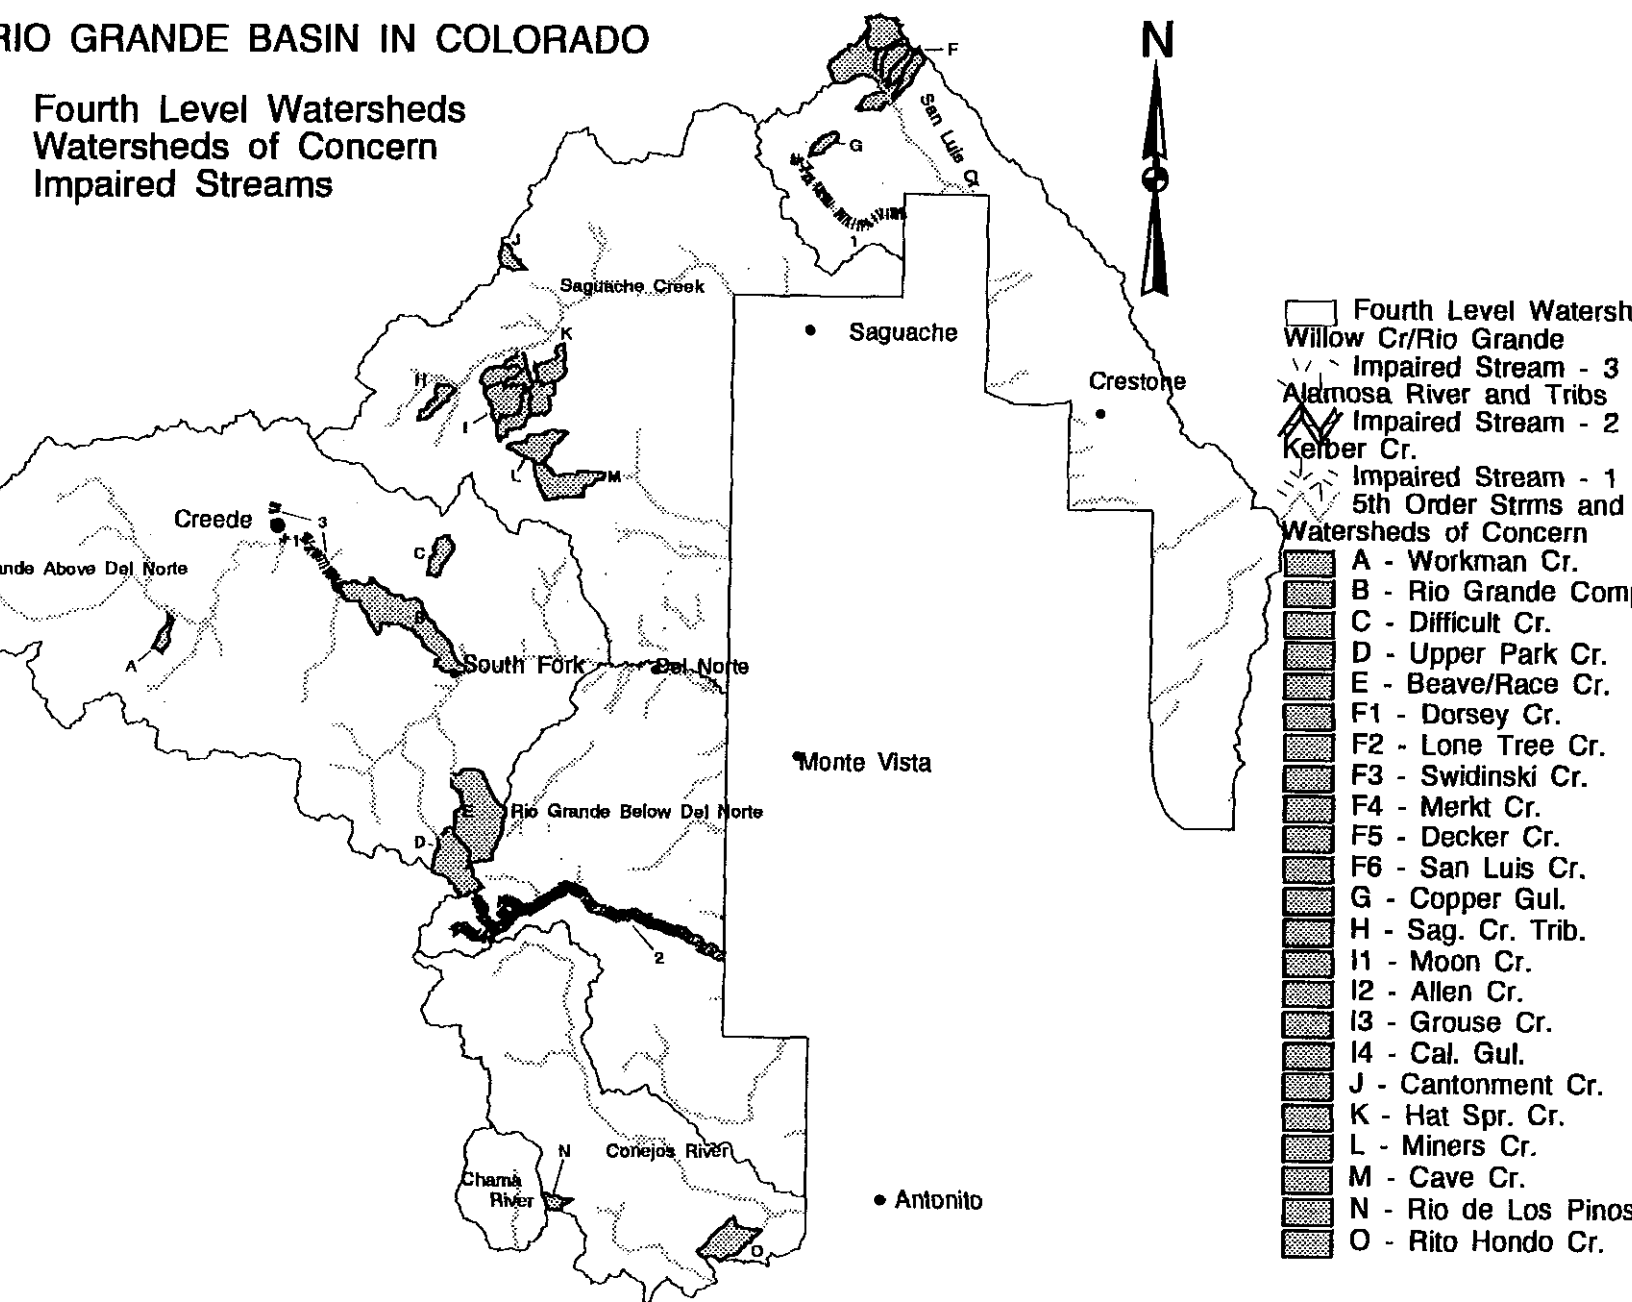 RIO GRANDE BASIN IN COLORADO
Fourth Level Watersheds
Watersheds of Concern
Impaired Streams
N
F
San Luis Cr
G
1
J
Saguache Creek
Saguache
K
H
I
Crestone
L
M
Creede
3
C
ande Above Del Norte
B
A
South Fork
Del Norte
Monte Vista
E
Rio Grande Below Del Norte
D
2
N
Conejos River
Chama
River
Antonito
O
Fourth Level Watersh
Willow Cr/Rio Grande
Impaired Stream - 3
Alamosa River and Tribs
Impaired Stream - 2
Kerber Cr.
Impaired Stream - 1
5th Order Strms and
Watersheds of Concern
A - Workman Cr.
B - Rio Grande Comp
C - Difficult Cr.
D - Upper Park Cr.
E - Beave/Race Cr.
F1 - Dorsey Cr.
F2 - Lone Tree Cr.
F3 - Swidinski Cr.
F4 - Merkt Cr.
F5 - Decker Cr.
F6 - San Luis Cr.
G - Copper Gul.
H - Sag. Cr. Trib.
I1 - Moon Cr.
I2 - Allen Cr.
I3 - Grouse Cr.
I4 - Cal. Gul.
J - Cantonment Cr.
K - Hat Spr. Cr.
L - Miners Cr.
M - Cave Cr.
N - Rio de Los Pinos
O - Rito Hondo Cr.